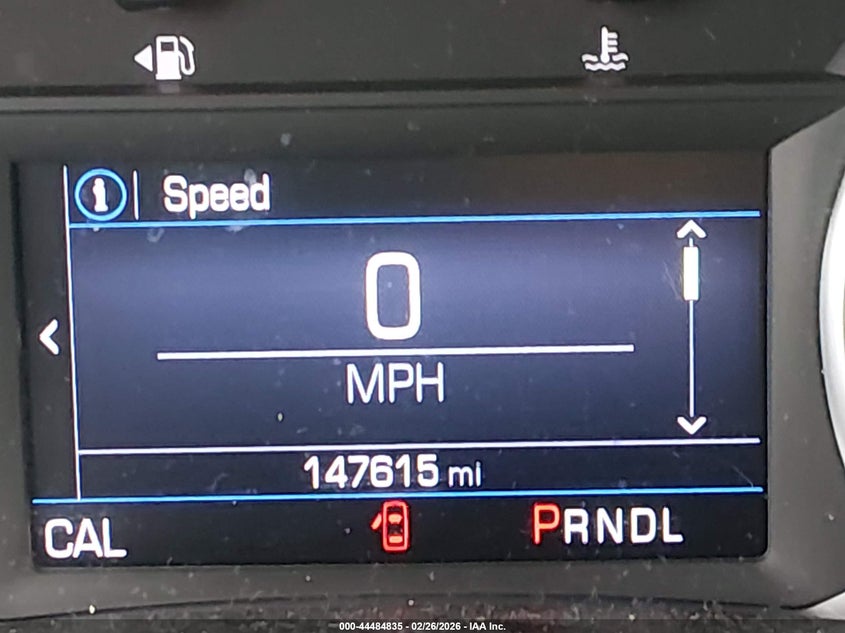 Speed
0
MPH
147615 mi
CAL
PRNDL
000-44484835 - 02/26/2026 - IAA Inc.